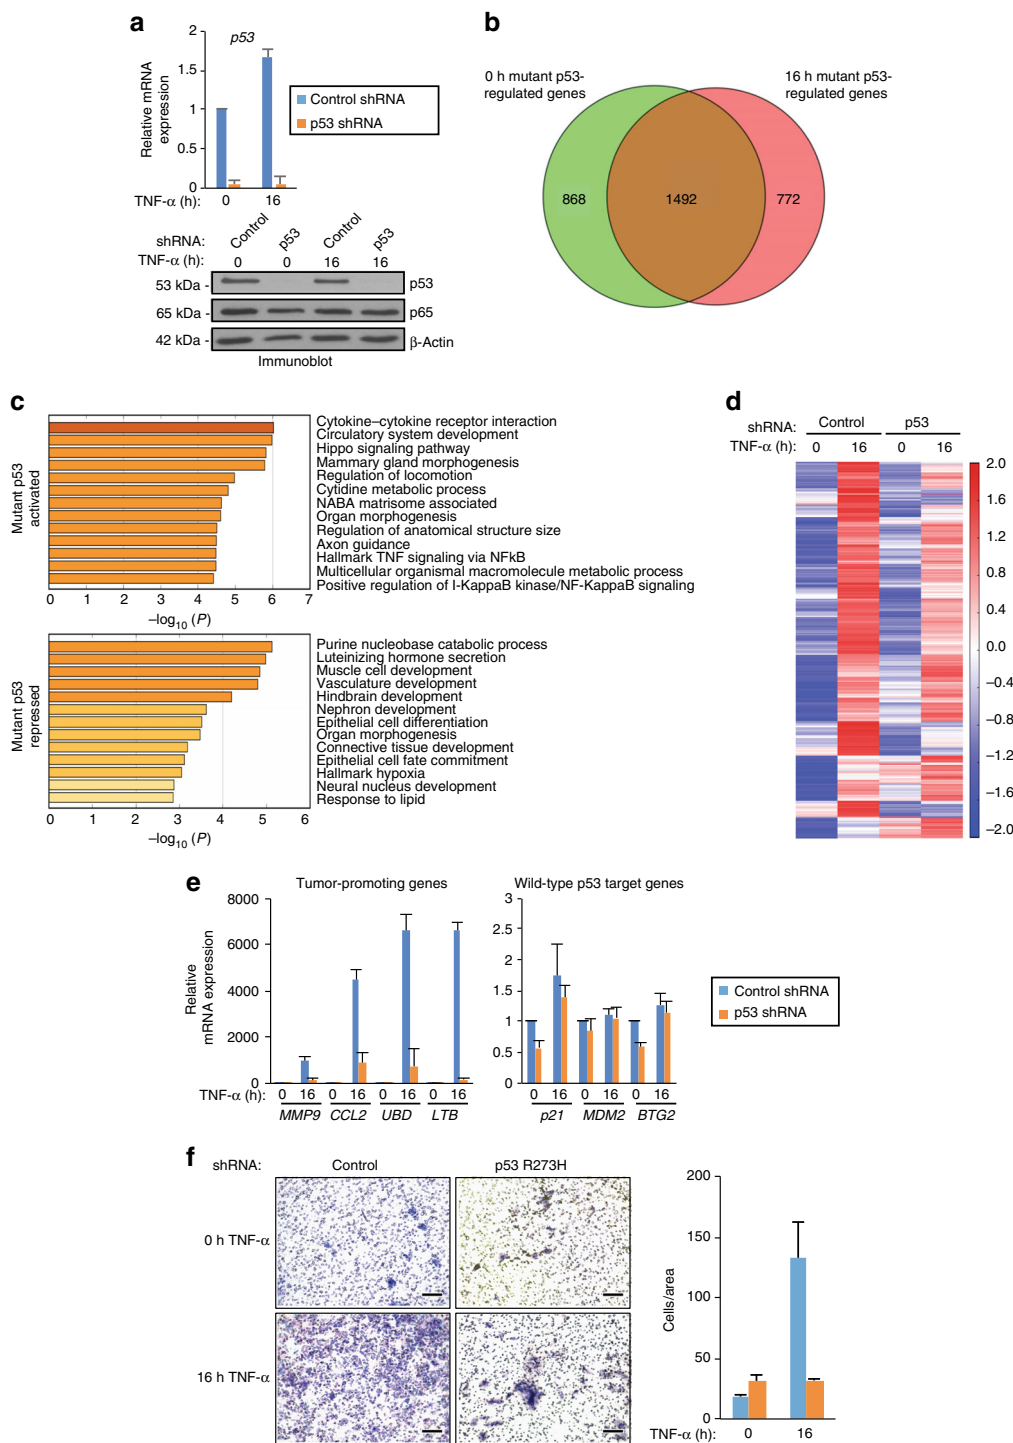 a
p53
2
1.5
1
0.5
0
Relative mRNA
expression
0
16
TNF-α (h):
Control shRNA
p53 shRNA
shRNA:
Control
p53
Control
p53
TNF-α (h):
0
0
16
16
53 kDa -
p53
65 kDa -
p65
42 kDa -
β-Actin
Immunoblot
b
0 h mutant p53-
regulated genes
16 h mutant p53-
regulated genes
868
1492
772
c
Mutant p53
activated
Cytokine–cytokine receptor interaction
Circulatory system development
Hippo signaling pathway
Mammary gland morphogenesis
Regulation of locomotion
Cytidine metabolic process
NABA matrisome associated
Organ morphogenesis
Regulation of anatomical structure size
Axon guidance
Hallmark TNF signaling via NFkB
Multicellular organismal macromolecule metabolic process
Positive regulation of I-KappaB kinase/NF-KappaB signaling
0 1 2 3 4 5 6 7
–log10 (P)
Mutant p53
repressed
Purine nucleobase catabolic process
Luteinizing hormone secretion
Muscle cell development
Vasculature development
Hindbrain development
Nephron development
Epithelial cell differentiation
Organ morphogenesis
Connective tissue development
Epithelial cell fate commitment
Hallmark hypoxia
Neural nucleus development
Response to lipid
0 1 2 3 4 5 6
–log10 (P)
d
shRNA:
Control
p53
TNF-α (h):
0
16
0
16
2.0
1.6
1.2
0.8
0.4
0.0
–0.4
–0.8
–1.2
–1.6
–2.0
e
Tumor-promoting genes
8000
6000
4000
2000
0
Relative
mRNA expression
TNF-α (h):
0 16 0 16 0 16 0 16
MMP9 CCL2 UBD LTB
Wild-type p53 target genes
3
2.5
2
1.5
1
0.5
0
0 16 0 16 0 16
p21 MDM2 BTG2
Control shRNA
p53 shRNA
f
shRNA:
Control
p53 R273H
0 h TNF-α
16 h TNF-α
200
150
100
50
0
Cells/area
TNF-α (h):
0
16